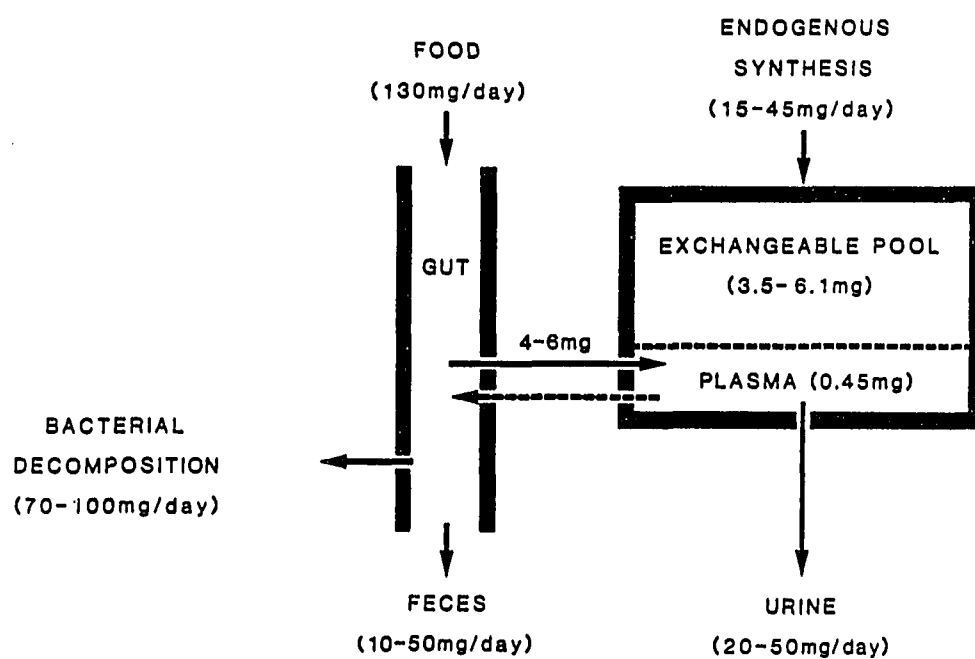 FOOD
(130mg/day)
ENDOGENOUS
SYNTHESIS
(15-45mg/day)
GUT
EXCHANGEABLE POOL
(3.5-6.1mg)
4-6mg
PLASMA (0.45mg)
BACTERIAL
DECOMPOSITION
(70-100mg/day)
FECES
(10-50mg/day)
URINE
(20-50mg/day)